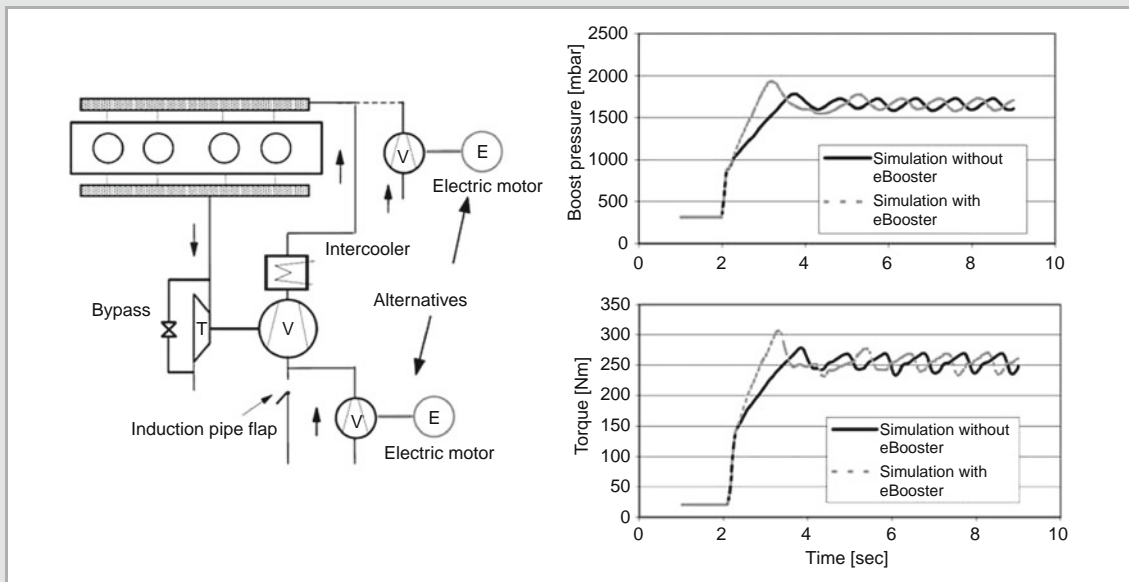 V
E
Electric motor
Intercooler
Bypass
T
V
Alternatives
Induction pipe flap
V
E
Electric motor
Boost pressure [mbar]
2500
2000
1500
1000
500
0
0 2 4 6 8 10
Simulation without
eBooster
Simulation with
eBooster
Torque [Nm]
350
300
250
200
150
100
50
0
0 2 4 6 8 10
Time [sec]
Simulation without
eBooster
Simulation with
eBooster